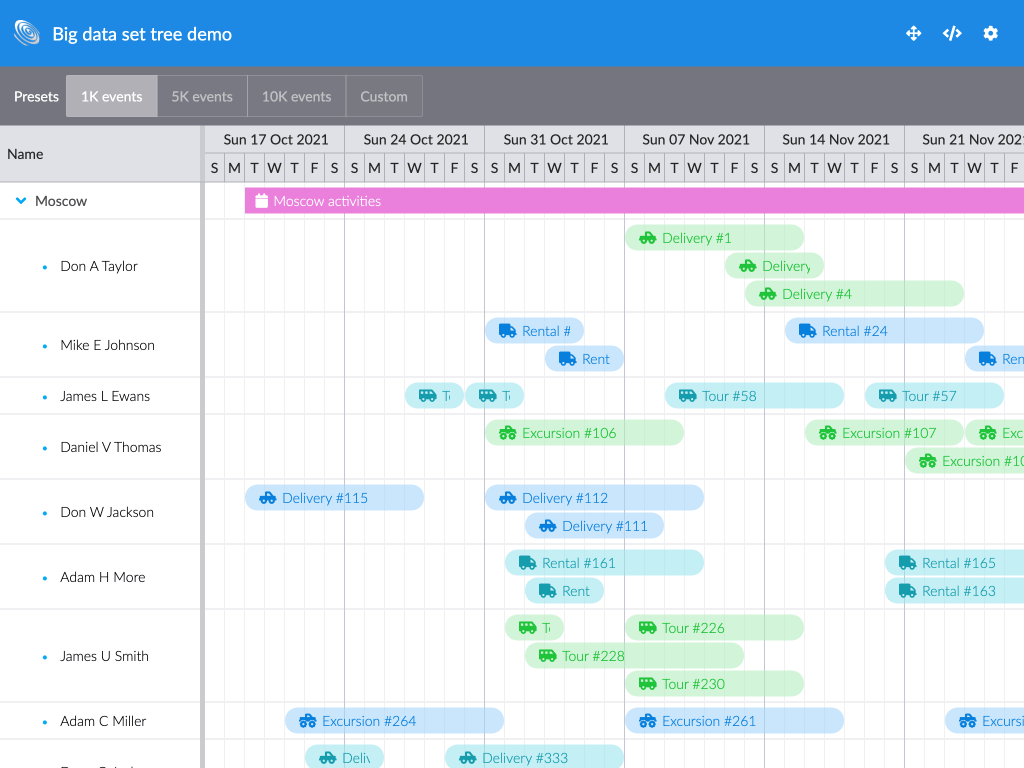 Big data set tree demo
Presets 1K events 5K events 10K events Custom
Name
Sun 17 Oct 2021 Sun 24 Oct 2021 Sun 31 Oct 2021 Sun 07 Nov 2021 Sun 14 Nov 2021 Sun 21 Nov 202
S M T W T F S S M T W T F S S M T W T F S S M T W T F S S M T W T F S S M T W T F
Moscow Moscow activities
Don A Taylor
Delivery #1
Delivery
Delivery #4
Mike E Johnson
Rental # Rental #24
Rent Ren
James L Ewans
T T Tour #58 Tour #57
Daniel V Thomas
Excursion #106 Excursion #107 Exc
Excursion #10
Don W Jackson
Delivery #115 Delivery #112
Delivery #111
Adam H More
Rental #161 Rental #165
Rent Rental #163
James U Smith
T Tour #226
Tour #228
Tour #230
Adam C Miller Excursion #264 Excursion #261 Excurs
Deliv Delivery #333